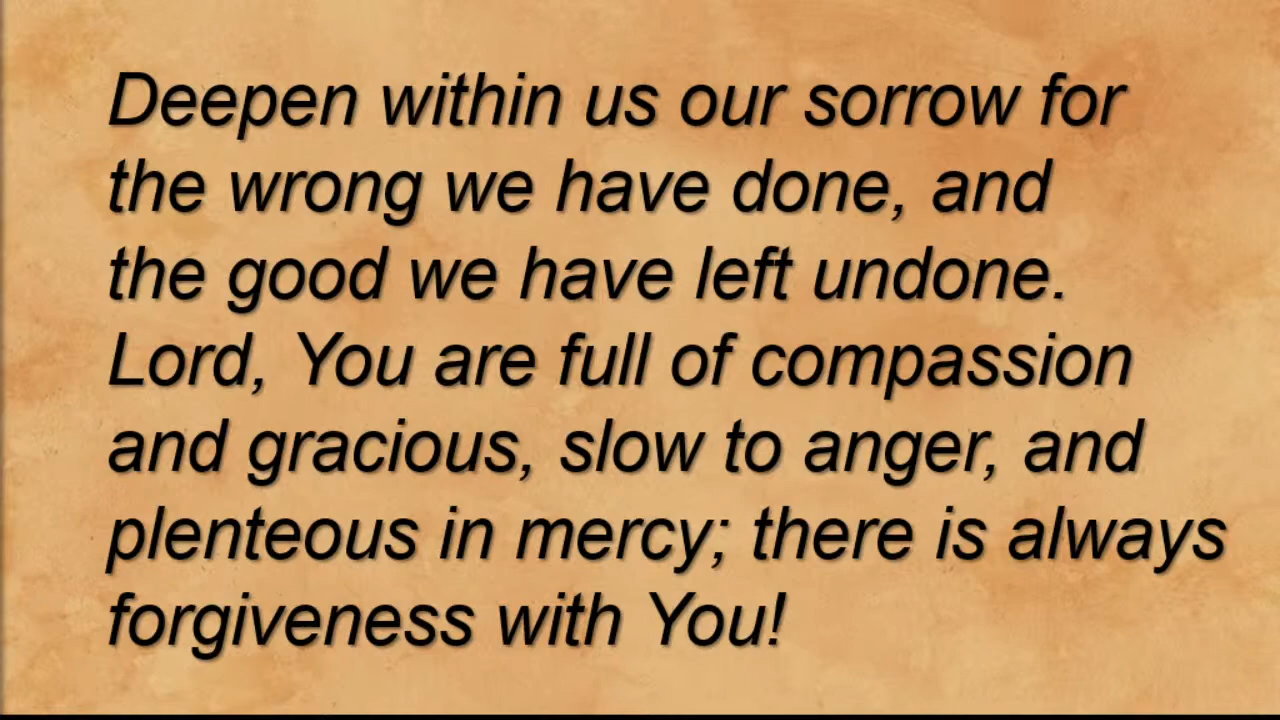 Deepen within us our sorrow for
the wrong we have done, and
the good we have left undone.
Lord, You are full of compassion
and gracious, slow to anger, and
plenteous in mercy; there is always
forgiveness with You!